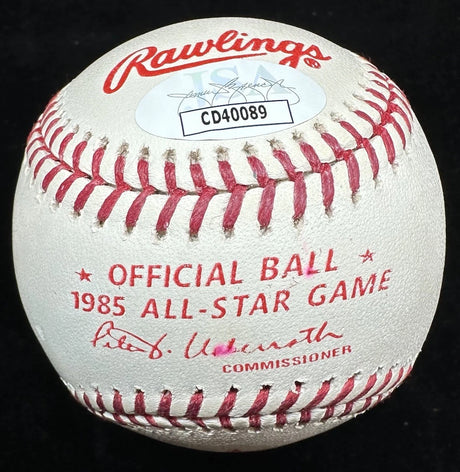 Rawlings ®
JSA
CD40089
★ OFFICIAL BALL ★
1985 ALL-STAR GAME
Peter V. Ueberroth
COMMISSIONER